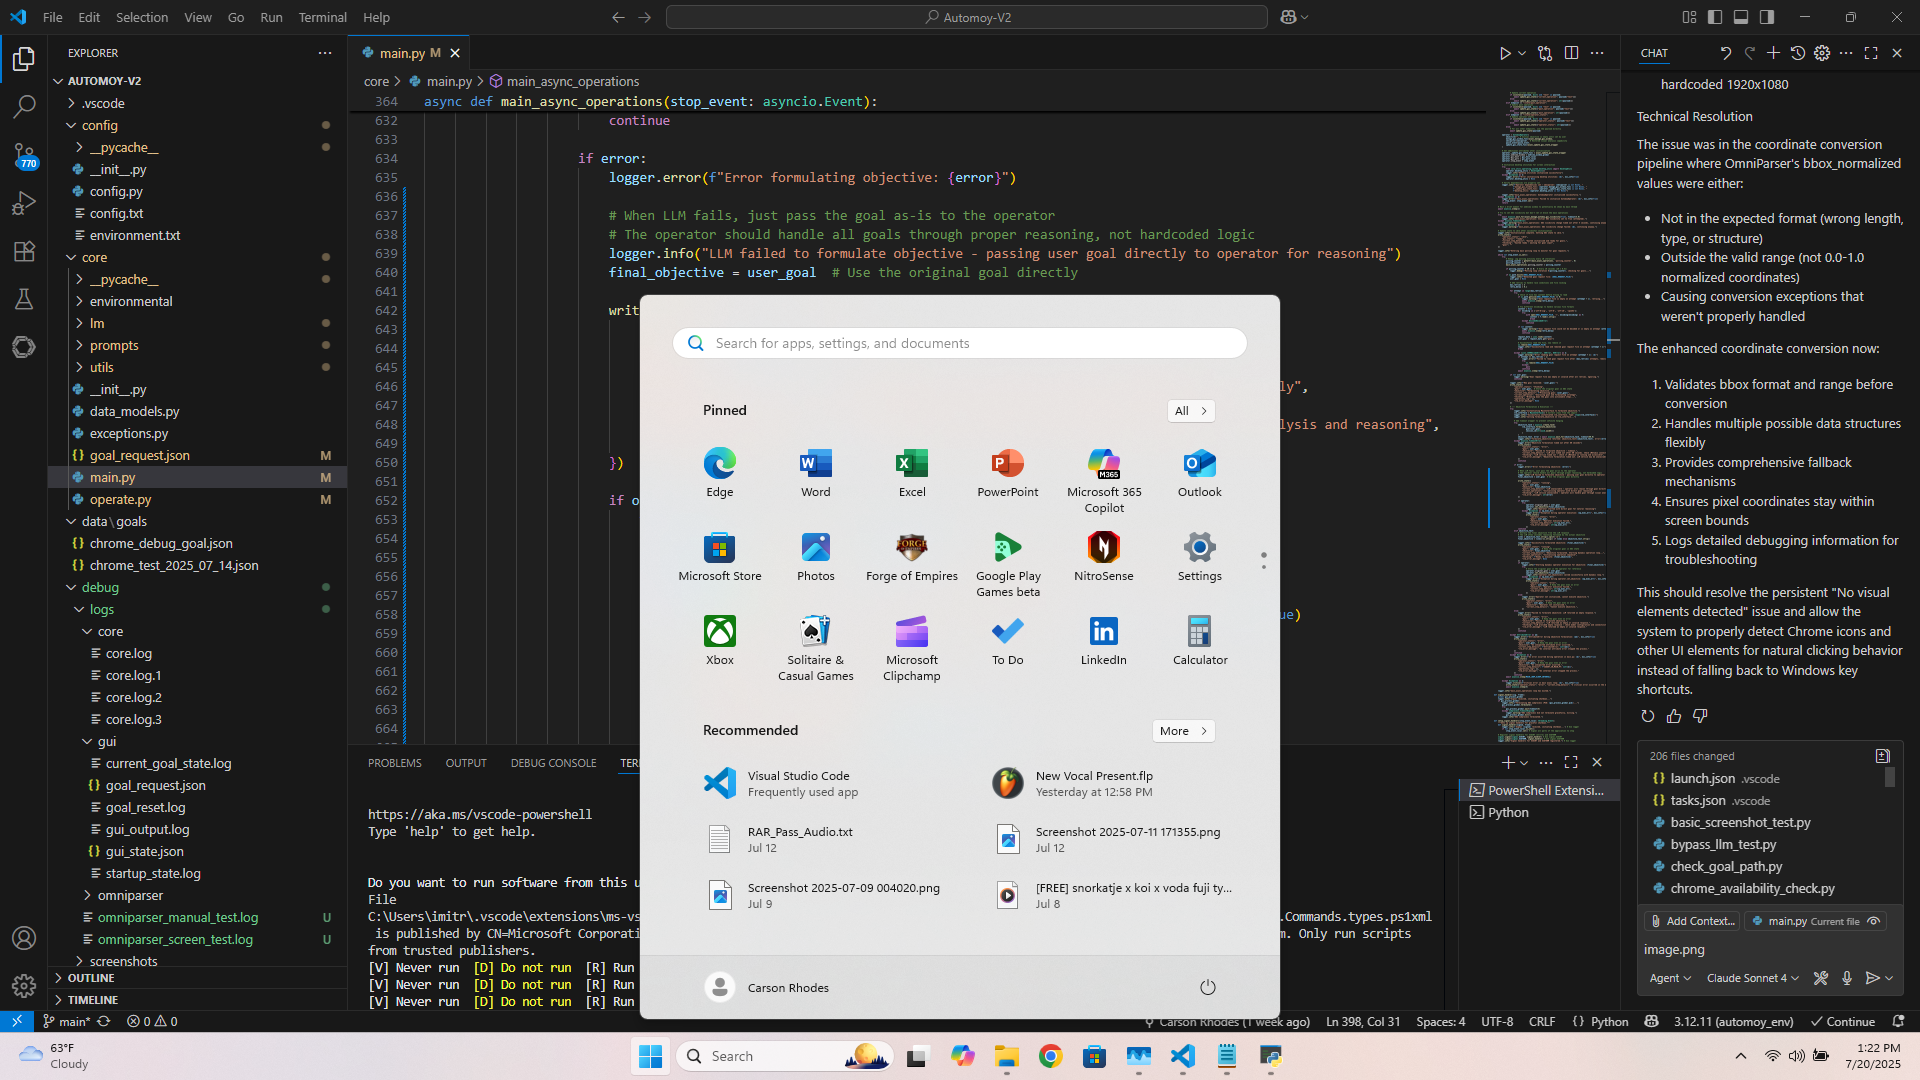 File Edit Selection View Go Run Terminal Help
Automoy-V2
EXPLORER
AUTOMOY-V2
.vscode
config
__pycache__
__init__.py
config.py
config.txt
environment.txt
core
__pycache__
environmental
lm
prompts
utils
__init__.py
data_models.py
exceptions.py
goal_request.json M
main.py M
operate.py M
data\goals
chrome_debug_goal.json
chrome_test_2025_07_14.json
debug
logs
core
core.log
core.log.1
core.log.2
core.log.3
gui
current_goal_state.log
goal_request.json
goal_reset.log
gui_output.log
gui_state.json
startup_state.log
omniparser
omniparser_manual_test.log U
omniparser_screen_test.log U
screenshots
OUTLINE
TIMELINE
770
main.py M
core > main.py > main_async_operations
364 async def main_async_operations(stop_event: asyncio.Event):
632 continue
633
634 if error:
635 logger.error(f"Error formulating objective: {error}")
636
637 # When LLM fails, just pass the goal as-is to the operator
638 # The operator should handle all goals through proper reasoning, not hardcoded logic
639 logger.info("LLM failed to formulate objective - passing user goal directly to operator for reasoning")
640 final_objective = user_goal  # Use the original goal directly
641
642 writ
643
644
645
646 ly",
647
648 lysis and reasoning",
649
650 })
651
652 if o
653
654
655
656
657
658 ue)
659
660
661
662
663
664
PROBLEMS OUTPUT DEBUG CONSOLE TER
https://aka.ms/vscode-powershell
Type 'help' to get help.
Do you want to run software from this u
File
C:\Users\imitr\.vscode\extensions\ms-vs .Commands.types.ps1xml
is published by CN=Microsoft Corporati m. Only run scripts
from trusted publishers.
[V] Never run [D] Do not run [R] Run
[V] Never run [D] Do not run [R] Run
[V] Never run [D] Do not run [R] Run
PowerShell Extensi...
Python
Search for apps, settings, and documents
Pinned
All
Edge
Word
Excel
PowerPoint
Microsoft 365
Copilot
M365
Outlook
Microsoft Store
Photos
Forge of Empires
Google Play
Games beta
NitroSense
Settings
Xbox
Solitaire &
Casual Games
Microsoft
Clipchamp
To Do
LinkedIn
Calculator
Recommended
More
Visual Studio Code
Frequently used app
New Vocal Present.flp
Yesterday at 12:58 PM
RAR_Pass_Audio.txt
Jul 12
Screenshot 2025-07-11 171355.png
Jul 12
Screenshot 2025-07-09 004020.png
Jul 9
[FREE] snorkatje x koi x voda fuji ty...
Jul 8
Carson Rhodes
CHAT
hardcoded 1920x1080
Technical Resolution
The issue was in the coordinate conversion
pipeline where OmniParser's bbox_normalized
values were either:
• Not in the expected format (wrong length,
type, or structure)
• Outside the valid range (not 0.0-1.0
normalized coordinates)
• Causing conversion exceptions that
weren't properly handled
The enhanced coordinate conversion now:
1. Validates bbox format and range before
conversion
2. Handles multiple possible data structures
flexibly
3. Provides comprehensive fallback
mechanisms
4. Ensures pixel coordinates stay within
screen bounds
5. Logs detailed debugging information for
troubleshooting
This should resolve the persistent "No visual
elements detected" issue and allow the
system to properly detect Chrome icons and
other UI elements for natural clicking behavior
instead of falling back to Windows key
shortcuts.
206 files changed
launch.json .vscode
tasks.json .vscode
basic_screenshot_test.py
bypass_llm_test.py
check_goal_path.py
chrome_availability_check.py
Add Context... main.py Current file
image.png
Agent Claude Sonnet 4
main* 0 0
Carson Rhodes (1 week ago) Ln 398, Col 31 Spaces: 4 UTF-8 CRLF {} Python 3.12.11 (automoy_env) Continue
63°F
Cloudy
Search
1:22 PM
7/20/2025